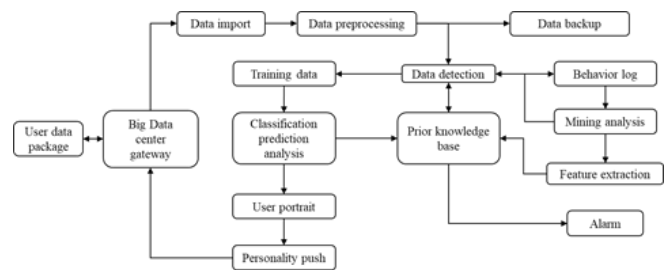 Data import
Data preprocessing
Data backup
Training data
Data detection
Behavior log
User data
package
Big Data
center
gateway
Classification
prediction
analysis
Prior knowledge
base
Mining analysis
Feature extraction
User portrait
Alarm
Personality push